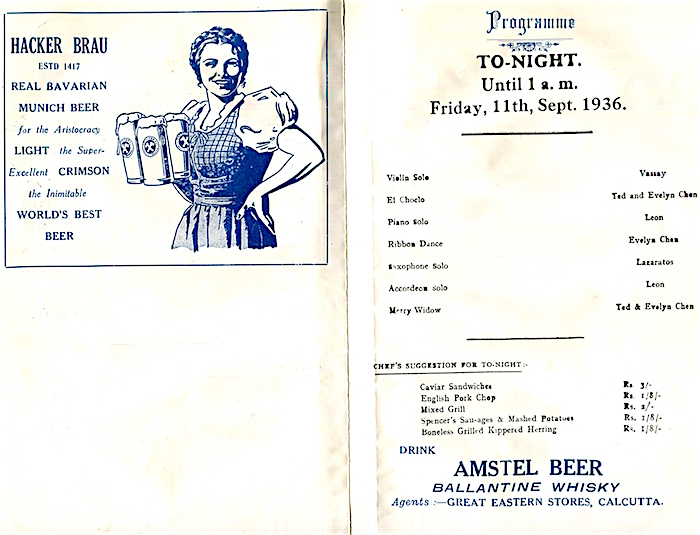 HACKER BRAU
ESTD 1417
REAL BAVARIAN
MUNICH BEER
for the Aristocracy
LIGHT the Super-
Excellent CRIMSON
the Inimitable
WORLD'S BEST
BEER
Programme
TO-NIGHT.
Until 1 a. m.
Friday, 11th, Sept. 1936.
Violin Solo Vassay
El Choclo Ted and Evelyn Chen
Piano Solo Leon
Ribbon Dance Evelyn Chen
Saxophone Solo Lazaratos
Accordeon Solo Leon
Merry Widow Ted & Evelyn Chen
CHEF'S SUGGESTION FOR TO-NIGHT:-
Caviar Sandwiches Rs. 3/-
English Pork Chop Rs. 1/8/-
Mixed Grill Rs. 2/-
Spencer's Sausages & Mashed Potatoes Rs. 1/8/-
Boneless Grilled Kippered Herring Rs. 1/8/-
DRINK
AMSTEL BEER
BALLANTINE WHISKY
Agents :—GREAT EASTERN STORES, CALCUTTA.